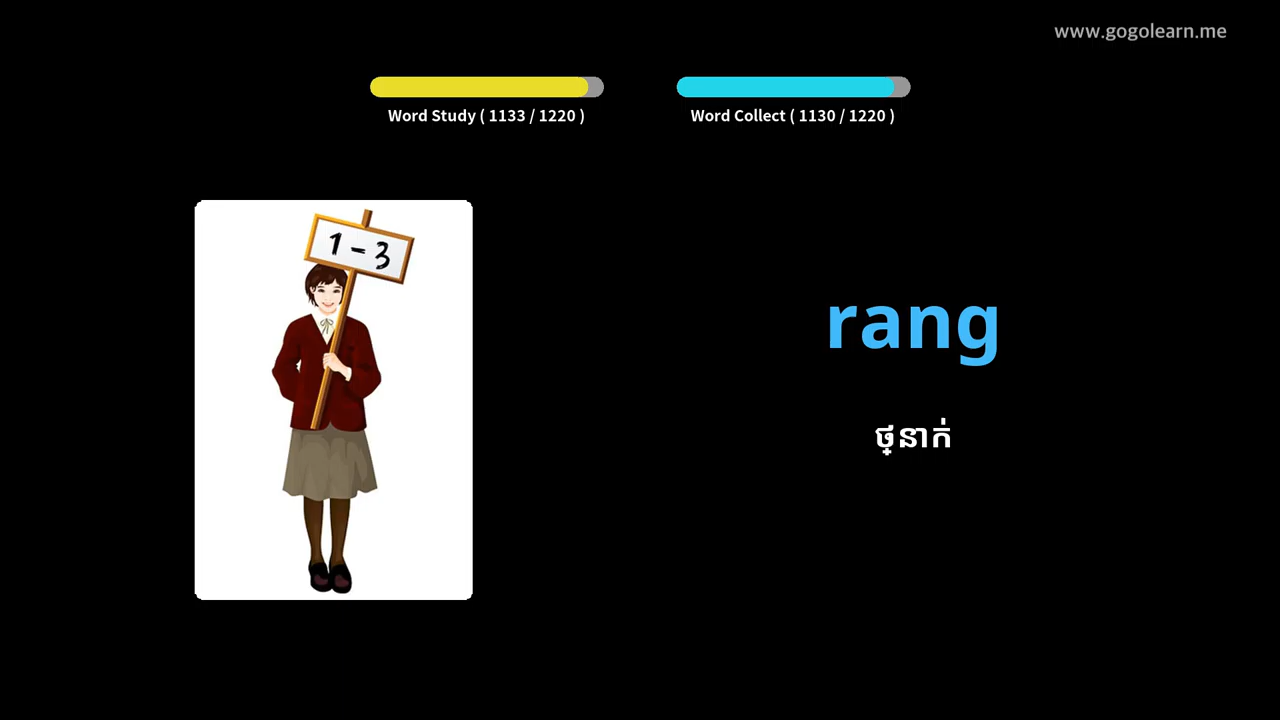 www.gogolearn.me
Word Study ( 1133 / 1220 )
Word Collect ( 1130 / 1220 )
1 - 3
rang
ថ្នាក់